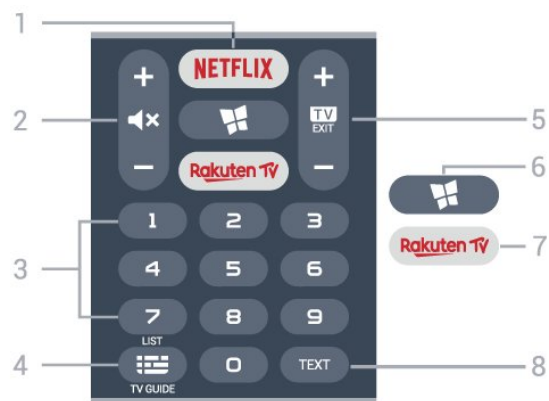 1
NETFLIX
+ +
2 TV EXIT 5
- -
Rakuten TV
6
Rakuten TV 7
3
1 2 3
4 5 6
7 8 9
LIST
4 0 TEXT 8
TV GUIDE